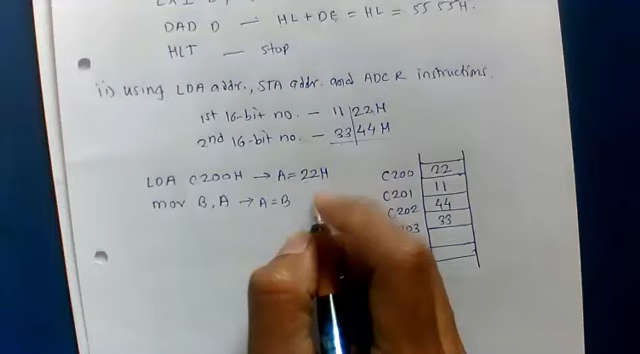 DAD D — HL + DE = HL = 5555H.
HLT — stop
ii) using LDA addr., STA addr. and ADC R instructions.
1st 16-bit no. — 11 | 22H
2nd 16-bit no. — 33 | 44H
LDA C200H → A = 22H
mov B, A → A = B
C200 22
C201 11
C202 44
03 33